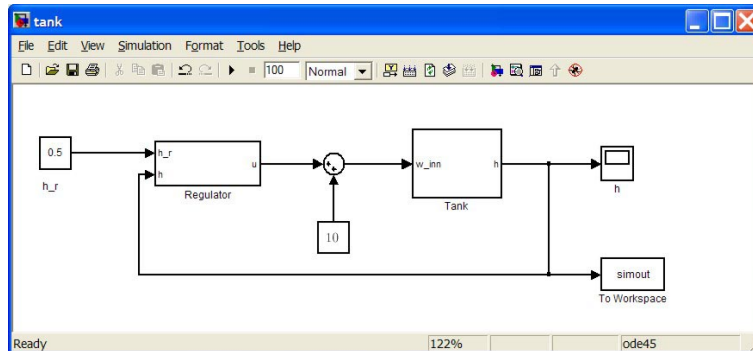 tank
File Edit View Simulation Format Tools Help
100 Normal
0.5
h_r
h_r
h
u
Regulator
10
w_inn
h
Tank
h
simout
To Workspace
Ready 122% ode45